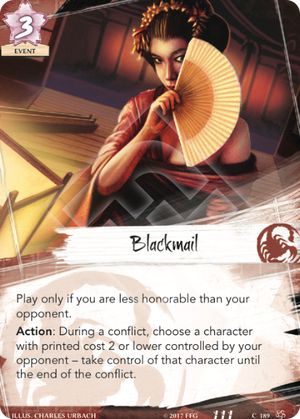 3
EVENT
Blackmail
Play only if you are less honorable than your
opponent.
Action: During a conflict, choose a character
with printed cost 2 or lower controlled by your
opponent – take control of that character until
the end of the conflict.
ILLUS. CHARLES URBACH © 2017 FFG 111 C 189